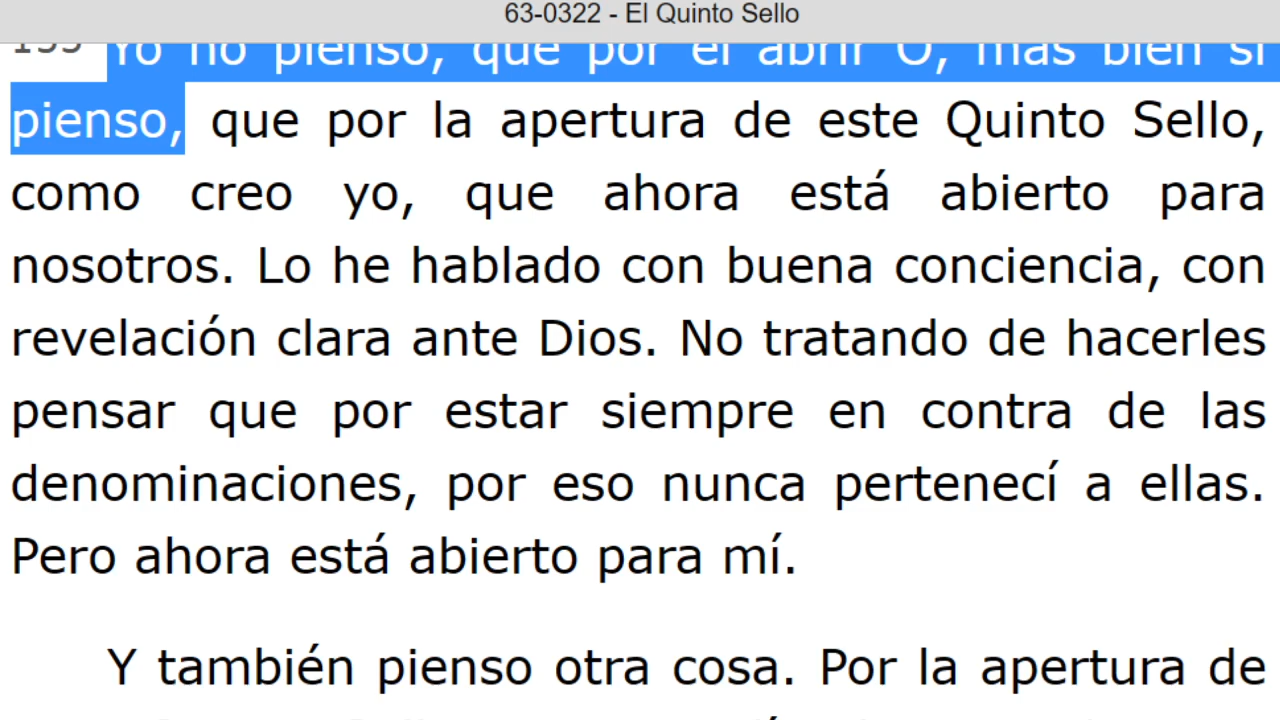 63-0322 - El Quinto Sello
Yo no pienso, que por el abrir O, más bien sí
pienso, que por la apertura de este Quinto Sello,
como creo yo, que ahora está abierto para
nosotros. Lo he hablado con buena conciencia, con
revelación clara ante Dios. No tratando de hacerles
pensar que por estar siempre en contra de las
denominaciones, por eso nunca pertenecí a ellas.
Pero ahora está abierto para mí.
Y también pienso otra cosa. Por la apertura de